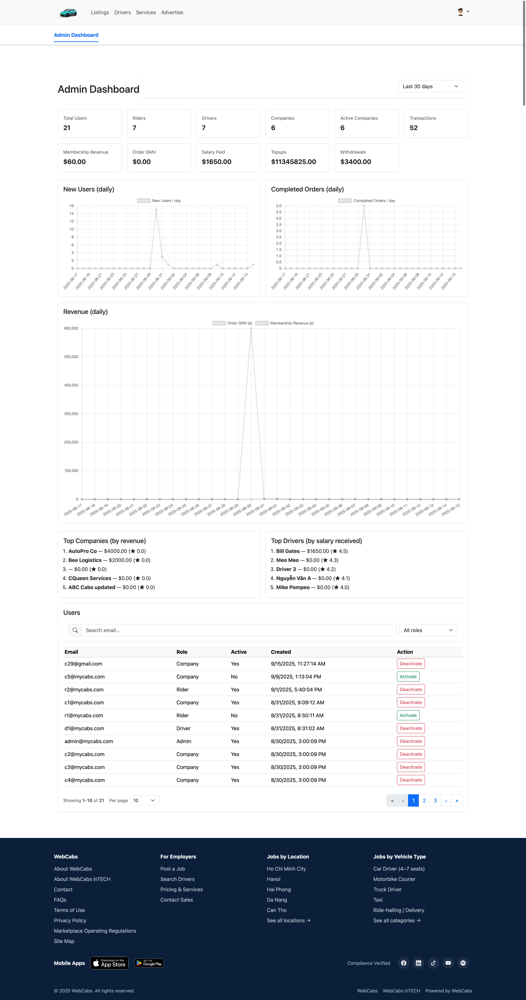 Listings Drivers Services Advertise
Admin Dashboard
Admin Dashboard
Last 30 days
Total Users
21
Riders
7
Drivers
7
Companies
6
Active Companies
6
Transactions
52
Membership Revenue
$60.00
Order GMV
$0.00
Salary Paid
$1650.00
Topups
$11345825.00
Withdrawals
$3400.00
New Users (daily)
New Users / day
16
14
12
10
8
6
4
2
0
2025-08-17
2025-08-19
2025-08-21
2025-08-23
2025-08-25
2025-08-27
2025-08-29
2025-08-31
2025-09-02
2025-09-04
2025-09-06
2025-09-08
2025-09-10
2025-09-12
2025-09-14
Completed Orders (daily)
Completed Orders / day
5.0
4.5
4.0
3.5
3.0
2.5
2.0
1.5
1.0
0.5
0
2025-08-17
2025-08-19
2025-08-21
2025-08-23
2025-08-25
2025-08-27
2025-08-29
2025-08-31
2025-09-02
2025-09-04
2025-09-06
2025-09-08
2025-09-10
2025-09-12
2025-09-14
Revenue (daily)
Order GMV (¢) Membership Revenue (¢)
600,000
500,000
400,000
300,000
200,000
100,000
0
2025-08-17
2025-08-18
2025-08-19
2025-08-20
2025-08-21
2025-08-22
2025-08-23
2025-08-24
2025-08-25
2025-08-26
2025-08-27
2025-08-28
2025-08-29
2025-08-30
2025-08-31
2025-09-01
2025-09-02
2025-09-03
2025-09-04
2025-09-05
2025-09-06
2025-09-07
2025-09-08
2025-09-09
2025-09-10
2025-09-11
2025-09-12
2025-09-13
2025-09-14
2025-09-15
Top Companies (by revenue)
1. AutoPro Co — $4000.00 (★ 0.0)
2. Bee Logistics — $2000.00 (★ 0.0)
3. — $0.00 (★ 0.0)
4. CQueen Services — $0.00 (★ 0.0)
5. ABC Cabs updated — $0.00 (★ 0.0)
Top Drivers (by salary received)
1. Bill Gates — $1650.00 (★ 4.5)
2. Meo Meo — $0.00 (★ 4.3)
3. Driver 3 — $0.00 (★ 4.2)
4. Nguyễn Văn A — $0.00 (★ 4.1)
5. Mike Pompeo — $0.00 (★ 4.0)
Users
Search email...
All roles
Email Role Active Created Action
c29@gmail.com Company Yes 9/15/2025, 11:27:14 AM Deactivate
c5@mycabs.com Company No 9/9/2025, 1:13:04 PM Activate
r2@mycabs.com Rider Yes 9/1/2025, 5:40:04 PM Deactivate
c1@mycabs.com Company Yes 8/31/2025, 9:09:12 AM Deactivate
r1@mycabs.com Rider No 8/31/2025, 8:50:11 AM Activate
d1@mycabs.com Driver Yes 8/31/2025, 8:31:02 AM Deactivate
admin@mycabs.com Admin Yes 8/30/2025, 3:00:09 PM Deactivate
c2@mycabs.com Company Yes 8/30/2025, 3:00:09 PM Deactivate
c3@mycabs.com Company Yes 8/30/2025, 3:00:09 PM Deactivate
c4@mycabs.com Company Yes 8/30/2025, 3:00:09 PM Deactivate
Showing 1–10 of 21 Per page 10
« ‹ 1 2 3 › »
WebCabs
About WebCabs
About WebCabs inTECH
Contact
FAQs
Terms of Use
Privacy Policy
Marketplace Operating Regulations
Site Map
For Employers
Post a Job
Search Drivers
Pricing & Services
Contact Sales
Jobs by Location
Ho Chi Minh City
Hanoi
Hai Phong
Da Nang
Can Tho
See all locations →
Jobs by Vehicle Type
Car Driver (4–7 seats)
Motorbike Courier
Truck Driver
Taxi
Ride-hailing / Delivery
See all categories →
Mobile Apps
Download on the
App Store
GET IT ON
Google Play
Compliance Verified
© 2025 WebCabs. All rights reserved.
WebCabs WebCabs inTECH Powered by WebCabs